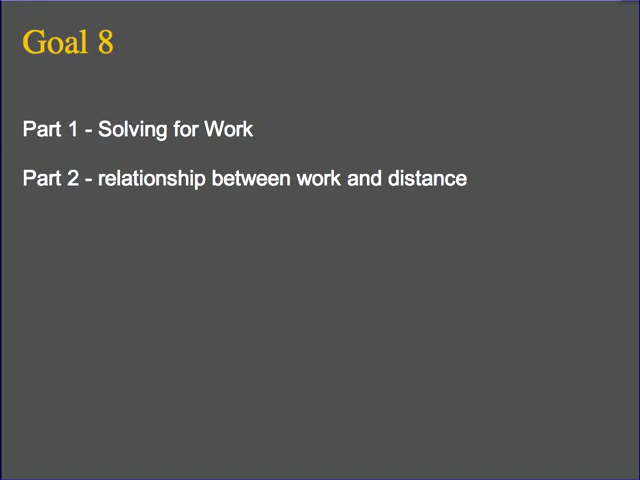 Goal 8
Part 1 - Solving for Work
Part 2 - relationship between work and distance